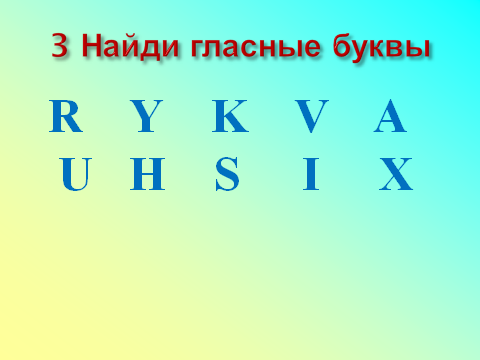 3 Найди гласные буквы
R Y K V A
U H S I X